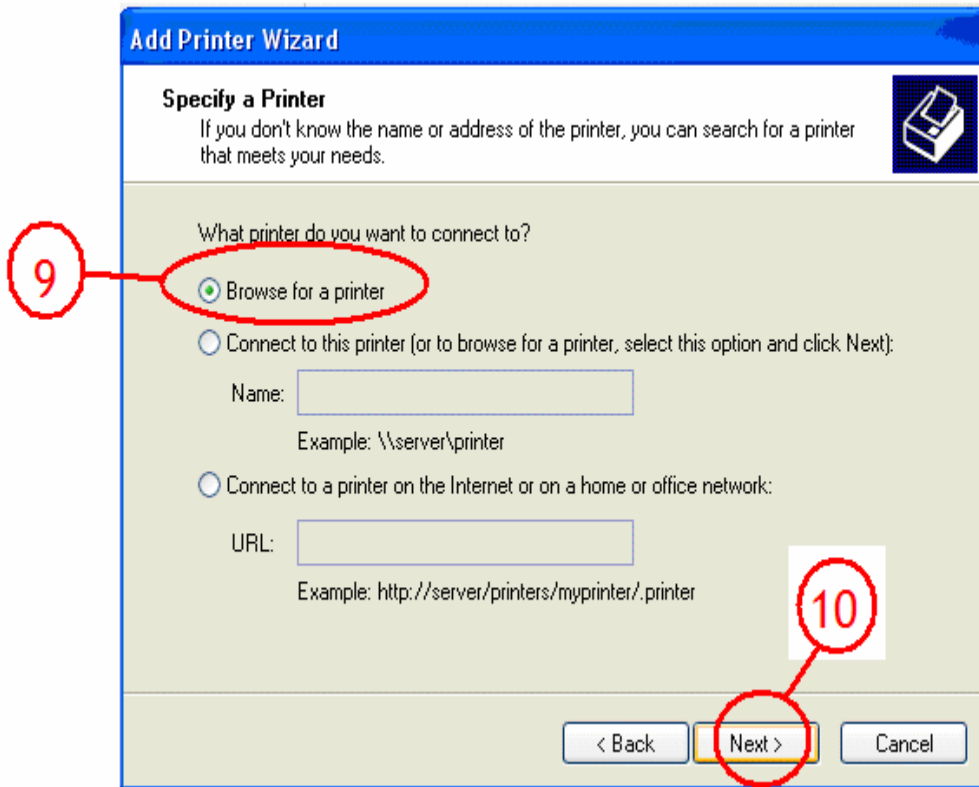 Add Printer Wizard
Specify a Printer
If you don't know the name or address of the printer, you can search for a printer
that meets your needs.
What printer do you want to connect to?
9
Browse for a printer
Connect to this printer (or to browse for a printer, select this option and click Next):
Name:
Example: \\server\printer
Connect to a printer on the Internet or on a home or office network:
URL:
Example: http://server/printers/myprinter/.printer
10
< Back Next > Cancel